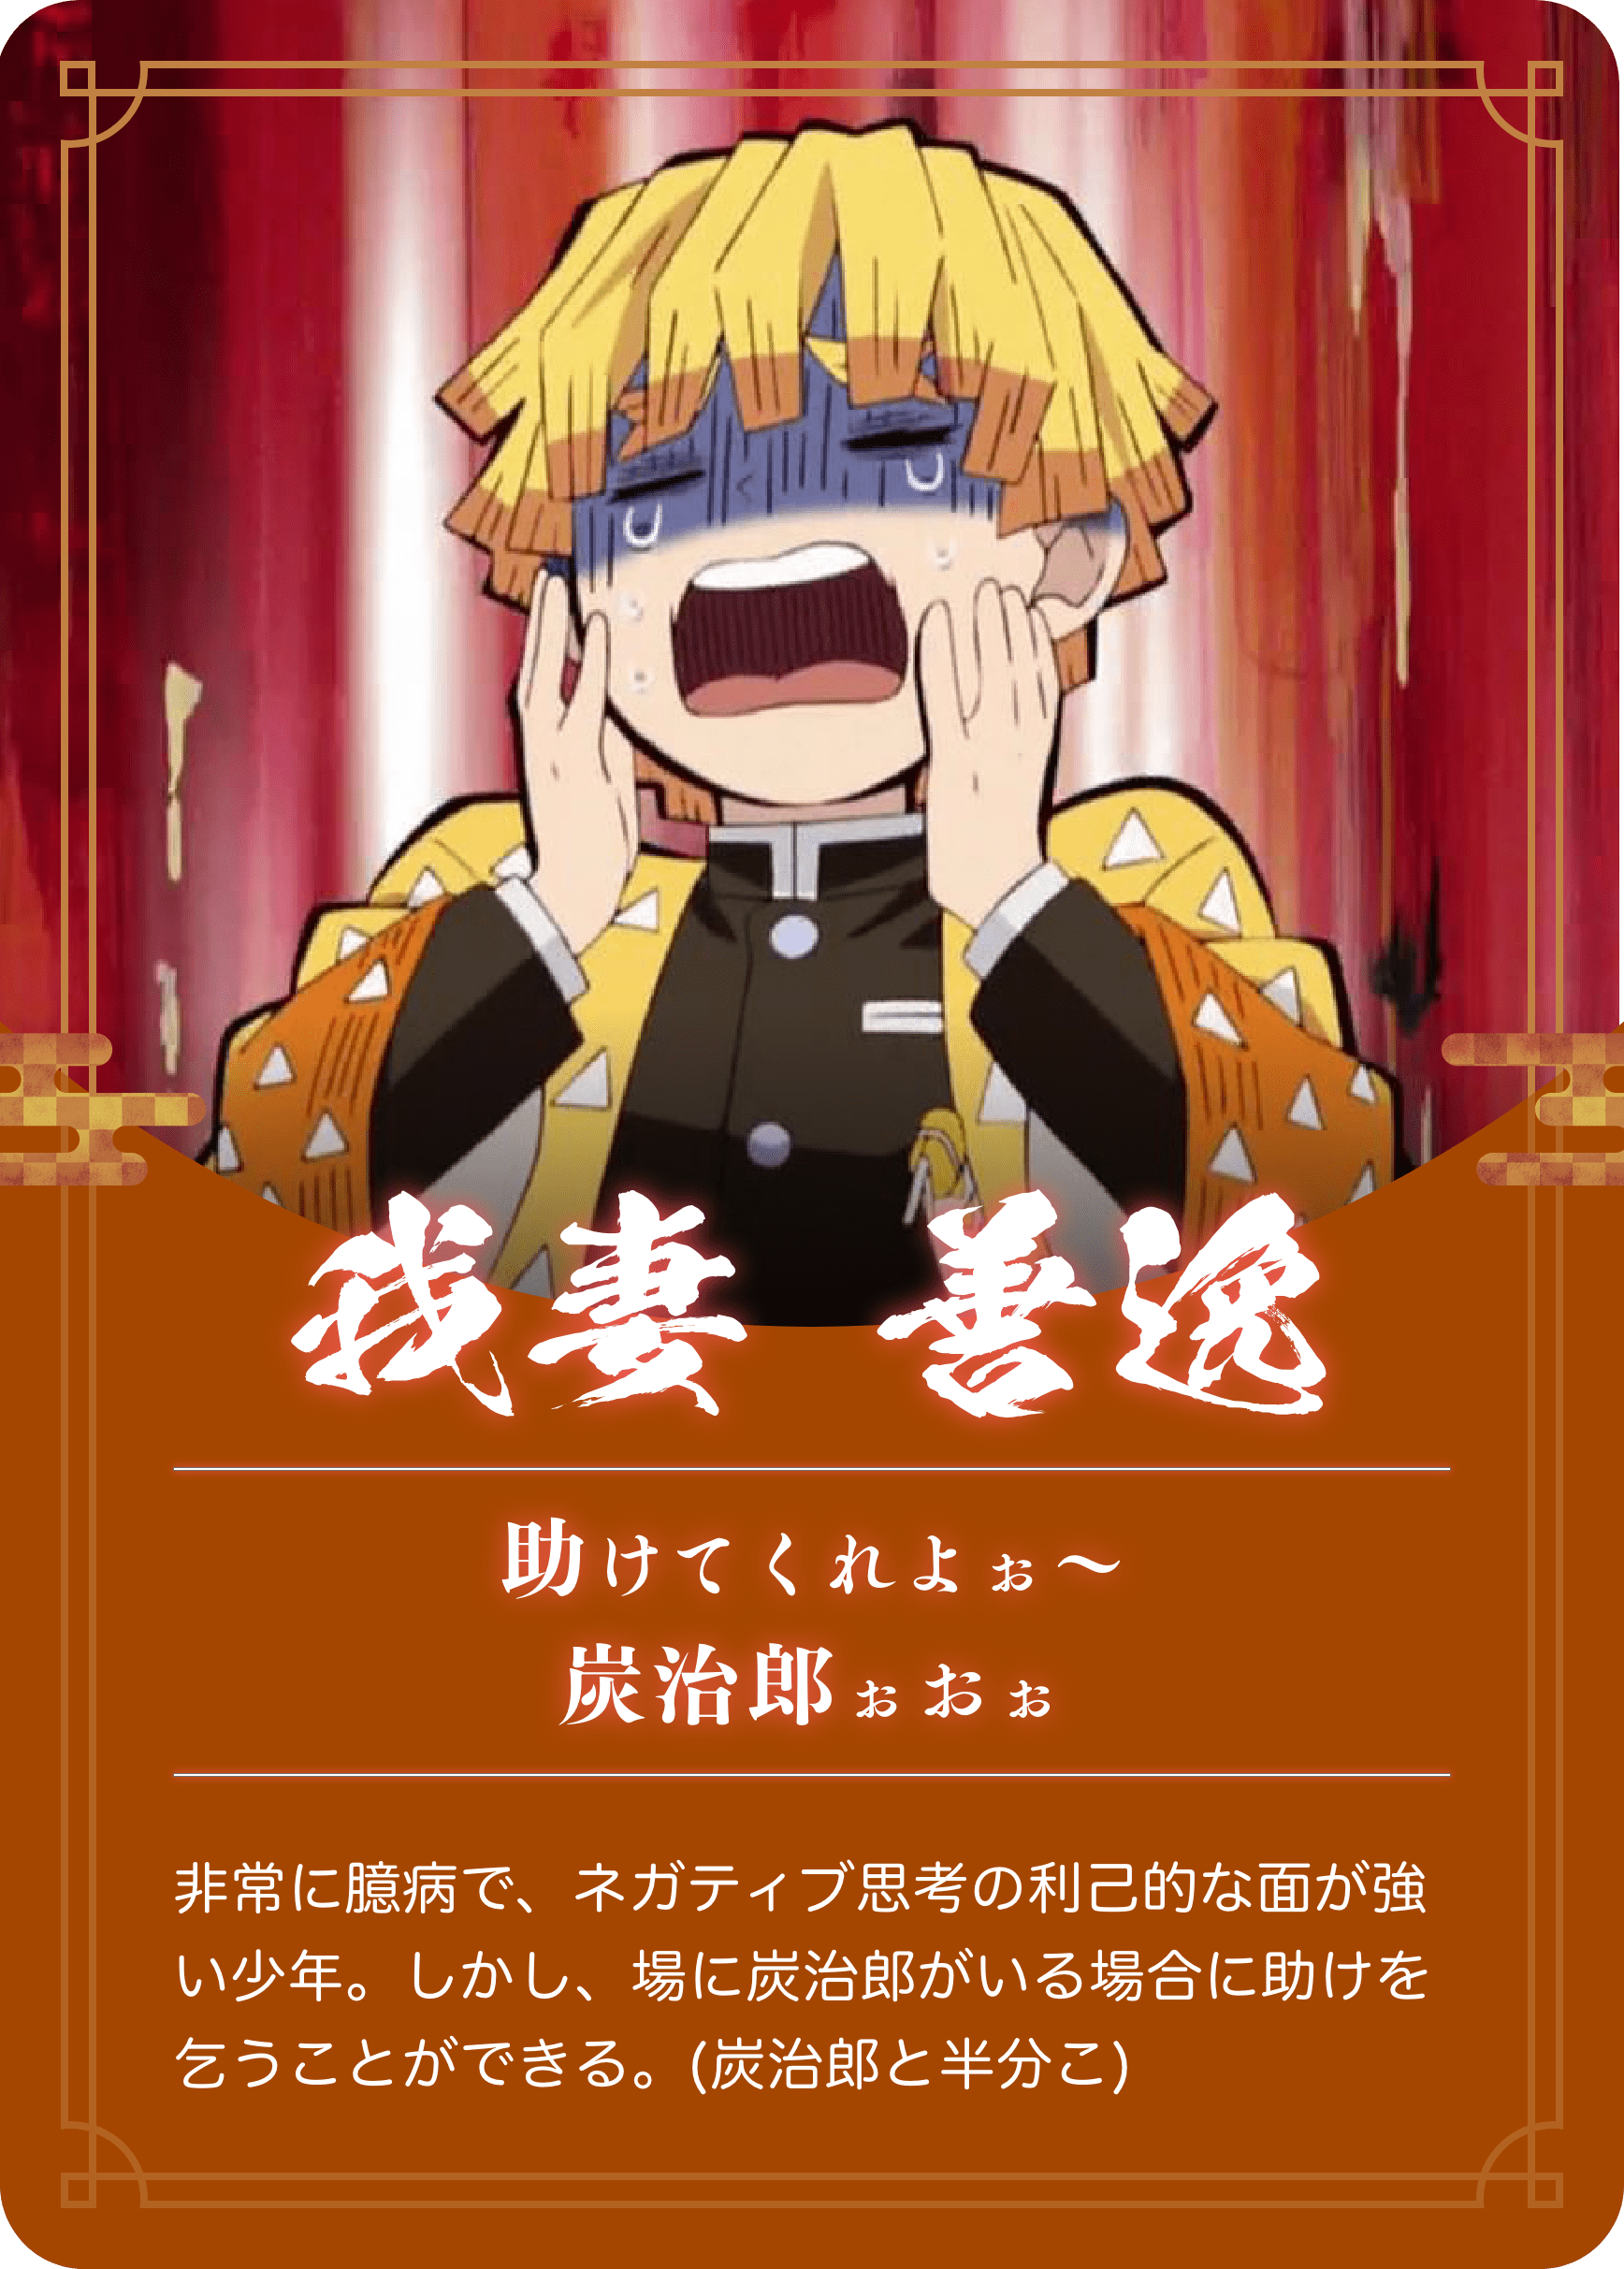 我妻　善逸
助けてくれよぉ〜
炭治郎ぉおぉ
非常に臆病で、ネガティブ思考の利己的な面が強
い少年。しかし、場に炭治郎がいる場合に助けを
乞うことができる。(炭治郎と半分こ)